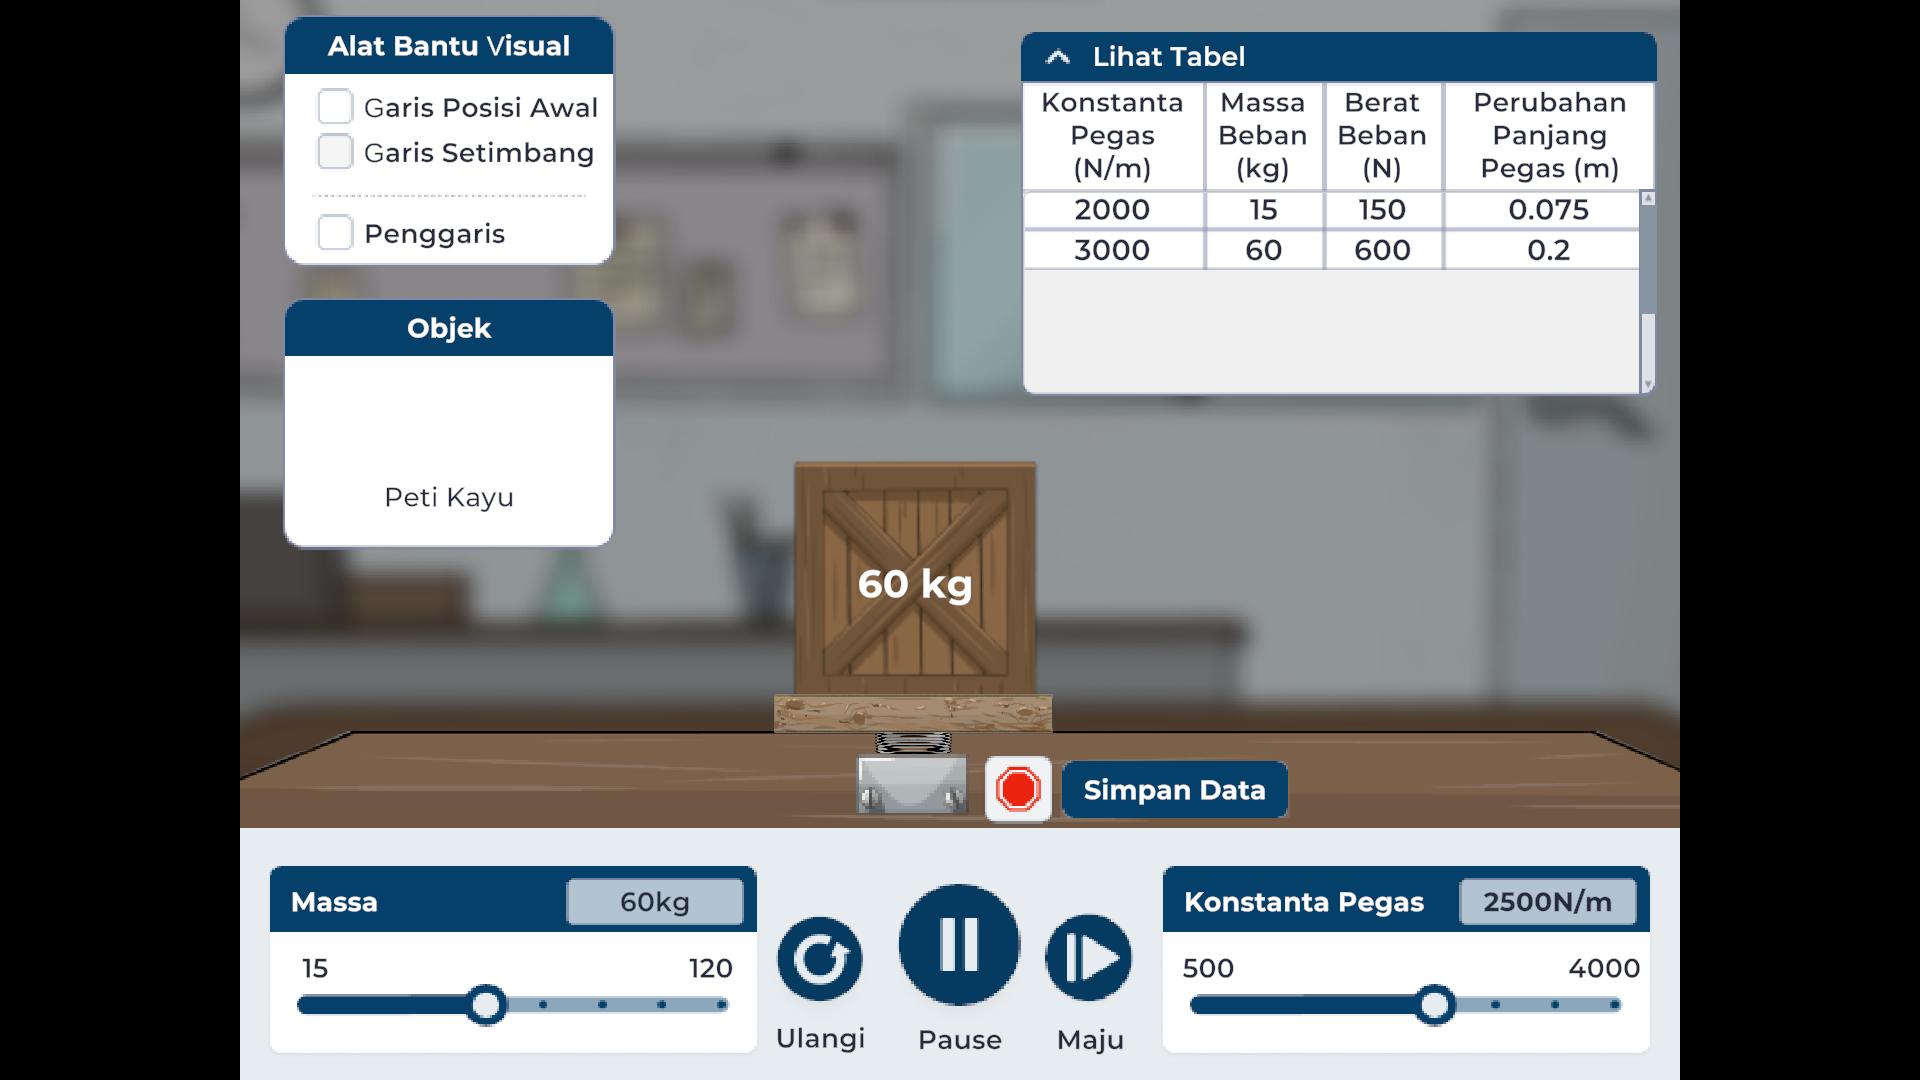 Alat Bantu Visual
Garis Posisi Awal
Garis Setimbang
Penggaris
Objek
Peti Kayu
Lihat Tabel
Konstanta Pegas (N/m) Massa Beban (kg) Berat Beban (N) Perubahan Panjang Pegas (m)
2000 15 150 0.075
3000 60 600 0.2
60 kg
Simpan Data
Massa 60kg
15 120
Ulangi
Pause
Maju
Konstanta Pegas 2500N/m
500 4000